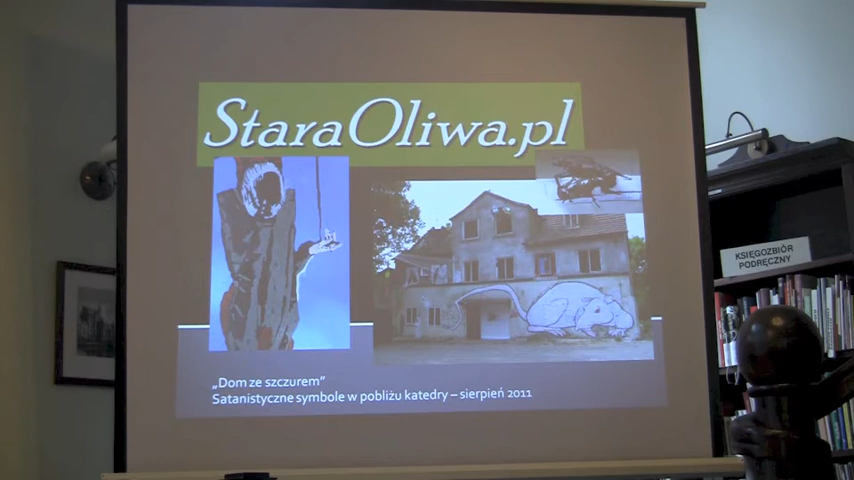 StaraOliwa.pl
KSIĘGOZBIÓR
PODRĘCZNY
„Dom ze szczurem”
Satanistyczne symbole w pobliżu katedry – sierpień 2011